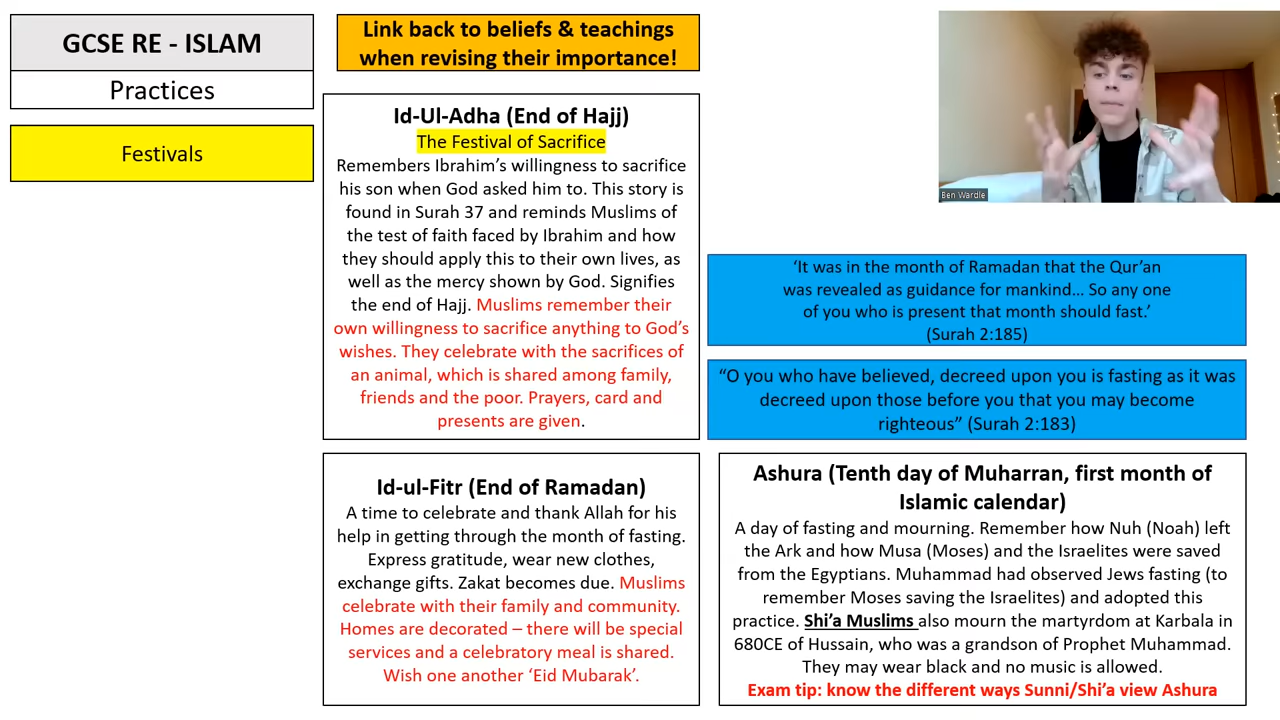 GCSE RE - ISLAM
Practices
Festivals
Link back to beliefs & teachings
when revising their importance!
Id-Ul-Adha (End of Hajj)
The Festival of Sacrifice
Remembers Ibrahim's willingness to sacrifice
his son when God asked him to. This story is
found in Surah 37 and reminds Muslims of
the test of faith faced by Ibrahim and how
they should apply this to their own lives, as
well as the mercy shown by God. Signifies
the end of Hajj. Muslims remember their
own willingness to sacrifice anything to God's
wishes. They celebrate with the sacrifices of
an animal, which is shared among family,
friends and the poor. Prayers, card and
presents are given.
Id-ul-Fitr (End of Ramadan)
A time to celebrate and thank Allah for his
help in getting through the month of fasting.
Express gratitude, wear new clothes,
exchange gifts. Zakat becomes due. Muslims
celebrate with their family and community.
Homes are decorated – there will be special
services and a celebratory meal is shared.
Wish one another 'Eid Mubarak'.
Ben Wardle
'It was in the month of Ramadan that the Qur'an
was revealed as guidance for mankind... So any one
of you who is present that month should fast.'
(Surah 2:185)
"O you who have believed, decreed upon you is fasting as it was
decreed upon those before you that you may become
righteous" (Surah 2:183)
Ashura (Tenth day of Muharran, first month of
Islamic calendar)
A day of fasting and mourning. Remember how Nuh (Noah) left
the Ark and how Musa (Moses) and the Israelites were saved
from the Egyptians. Muhammad had observed Jews fasting (to
remember Moses saving the Israelites) and adopted this
practice. Shi'a Muslims also mourn the martyrdom at Karbala in
680CE of Hussain, who was a grandson of Prophet Muhammad.
They may wear black and no music is allowed.
Exam tip: know the different ways Sunni/Shi'a view Ashura